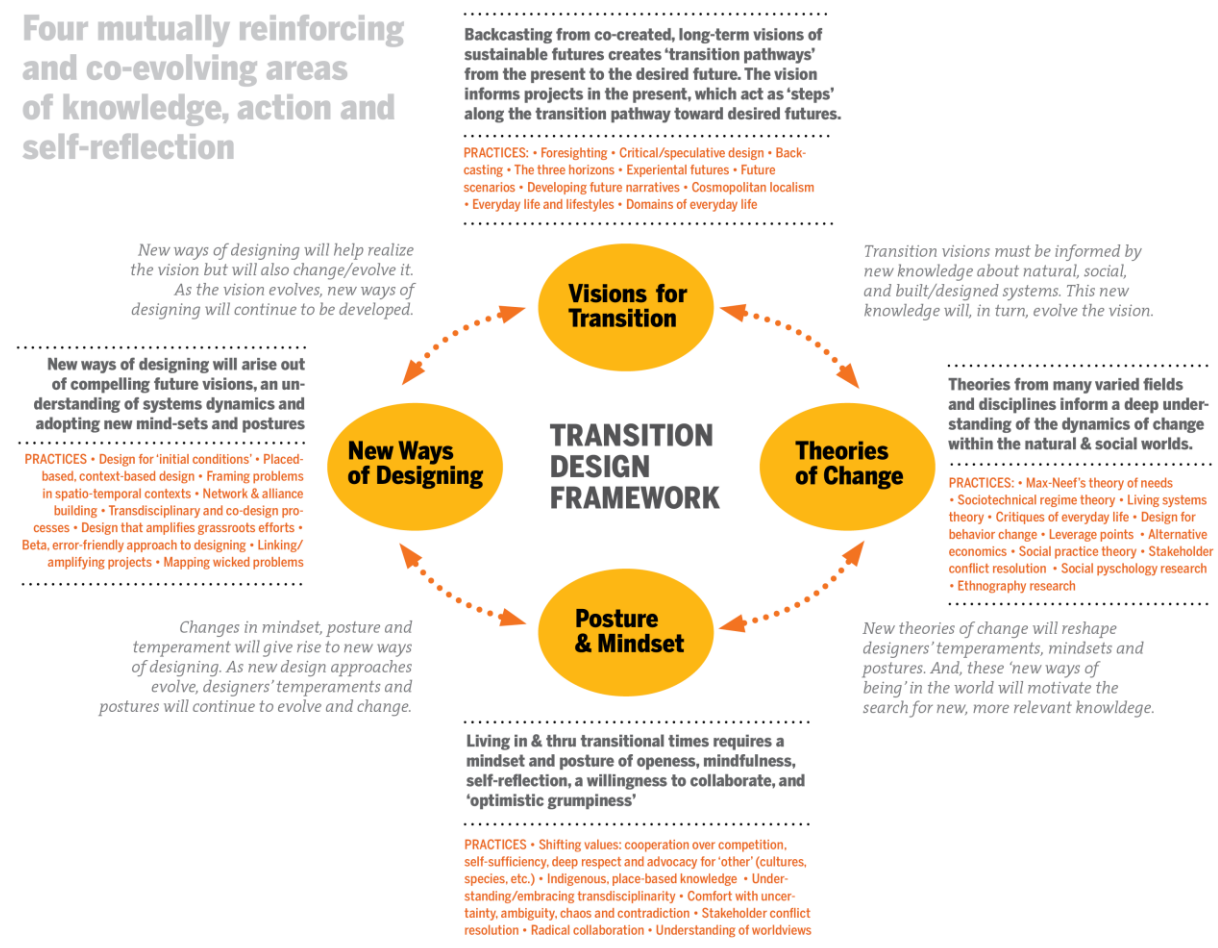 Four mutually reinforcing
and co-evolving areas
of knowledge, action and
self-reflection
Backcasting from co-created, long-term visions of
sustainable futures creates ‘transition pathways’
from the present to the desired future. The vision
informs projects in the present, which act as ‘steps’
along the transition pathway toward desired futures.
PRACTICES: • Foresighting • Critical/speculative design • Back-
casting • The three horizons • Experiental futures • Future
scenarios • Developing future narratives • Cosmopolitan localism
• Everyday life and lifestyles • Domains of everyday life
New ways of designing will help realize
the vision but will also change/evolve it.
As the vision evolves, new ways of
designing will continue to be developed.
Visions for
Transition
Transition visions must be informed by
new knowledge about natural, social,
and built/designed systems. This new
knowledge will, in turn, evolve the vision.
New ways of designing will arise out
of compelling future visions, an un-
derstanding of systems dynamics and
adopting new mind-sets and postures
PRACTICES • Design for ‘initial conditions’ • Placed-
based, context-based design • Framing problems
in spatio-temporal contexts • Network & alliance
building • Transdisciplinary and co-design pro-
cesses • Design that amplifies grassroots efforts •
Beta, error-friendly approach to designing • Linking/
amplifying projects • Mapping wicked problems
New Ways
of Designing
TRANSITION
DESIGN
FRAMEWORK
Theories
of Change
Theories from many varied fields
and disciplines inform a deep under-
standing of the dynamics of change
within the natural & social worlds.
PRACTICES: • Max-Neef’s theory of needs
• Sociotechnical regime theory • Living systems
theory • Critiques of everyday life • Design for
behavior change • Leverage points • Alternative
economics • Social practice theory • Stakeholder
conflict resolution • Social pyschology research
• Ethnography research
Changes in mindset, posture and
temperament will give rise to new ways
of designing. As new design approaches
evolve, designers’ temperaments and
postures will continue to evolve and change.
Posture
& Mindset
New theories of change will reshape
designers’ temperaments, mindsets and
postures. And, these ‘new ways of
being’ in the world will motivate the
search for new, more relevant knowldege.
Living in & thru transitional times requires a
mindset and posture of openess, mindfulness,
self-reflection, a willingness to collaborate, and
‘optimistic grumpiness’
PRACTICES • Shifting values: cooperation over competition,
self-sufficiency, deep respect and advocacy for ‘other’ (cultures,
species, etc.) • Indigenous, place-based knowledge • Under-
standing/embracing transdisciplinarity • Comfort with uncer-
tainty, ambiguity, chaos and contradiction • Stakeholder conflict
resolution • Radical collaboration • Understanding of worldviews